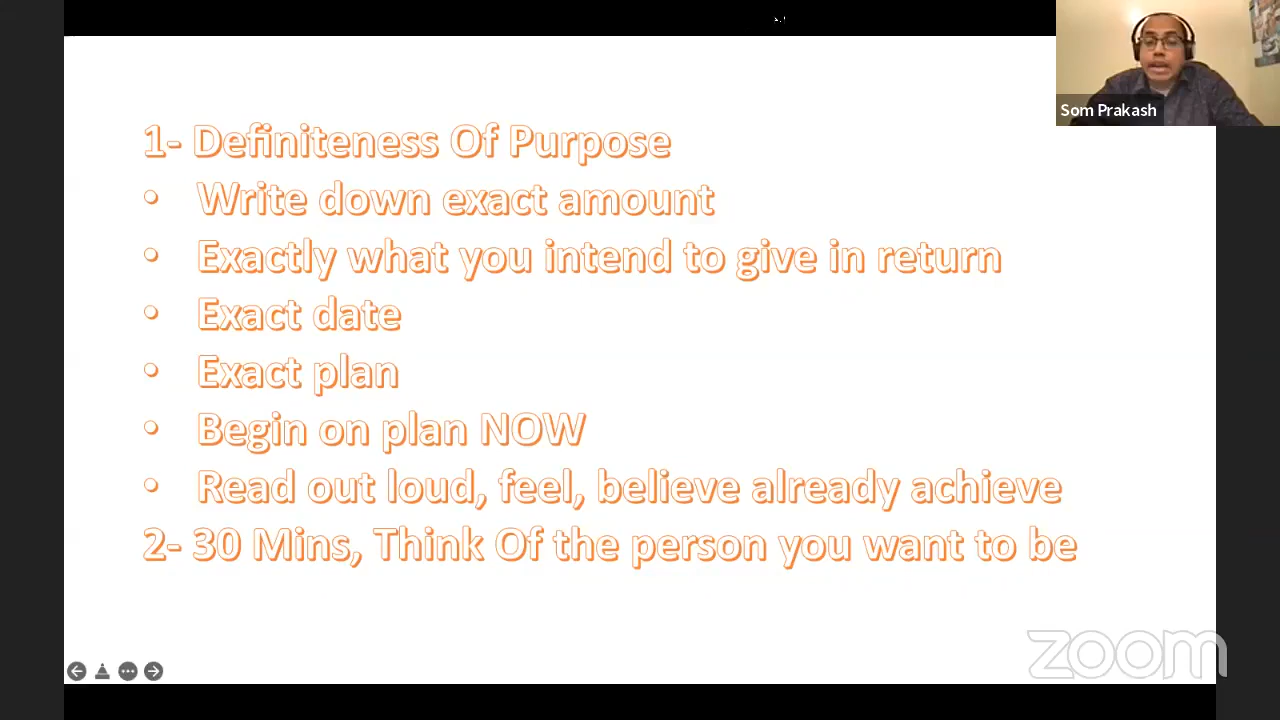 Som Prakash
1- Definiteness Of Purpose
• Write down exact amount
• Exactly what you intend to give in return
• Exact date
• Exact plan
• Begin on plan NOW
• Read out loud, feel, believe already achieve
2- 30 Mins, Think Of the person you want to be
zoom